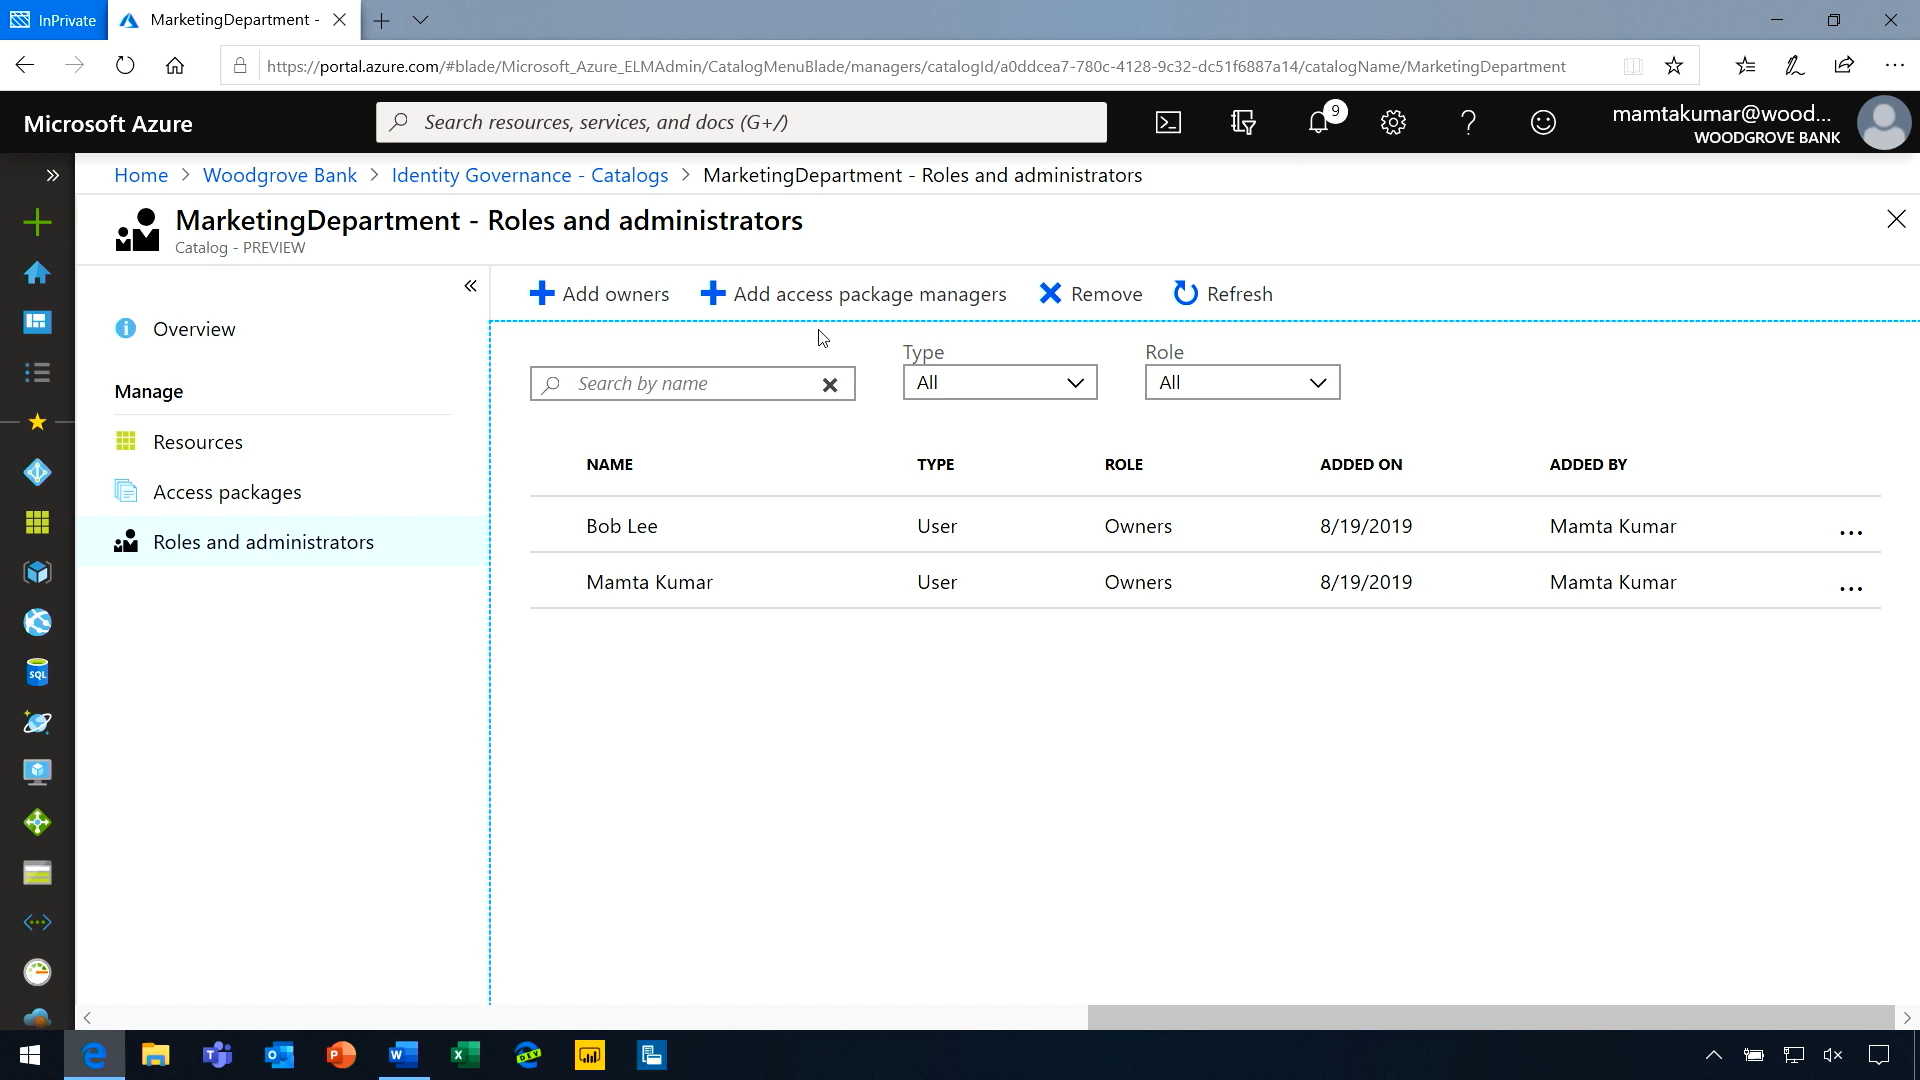 InPrivate
MarketingDepartment -
https://portal.azure.com/#blade/Microsoft_Azure_ELMAdmin/CatalogMenuBlade/managers/catalogId/a0ddcea7-780c-4128-9c32-dc51f6887a14/catalogName/MarketingDepartment
Microsoft Azure
Search resources, services, and docs (G+/)
9
mamtakumar@wood...
WOODGROVE BANK
Home > Woodgrove Bank > Identity Governance - Catalogs > MarketingDepartment - Roles and administrators
MarketingDepartment - Roles and administrators
Catalog - PREVIEW
Overview
Manage
Resources
Access packages
Roles and administrators
Add owners
Add access package managers
Remove
Refresh
Search by name
Type
All
Role
All
NAME TYPE ROLE ADDED ON ADDED BY
Bob Lee User Owners 8/19/2019 Mamta Kumar ...
Mamta Kumar User Owners 8/19/2019 Mamta Kumar ...
SQL
DEV